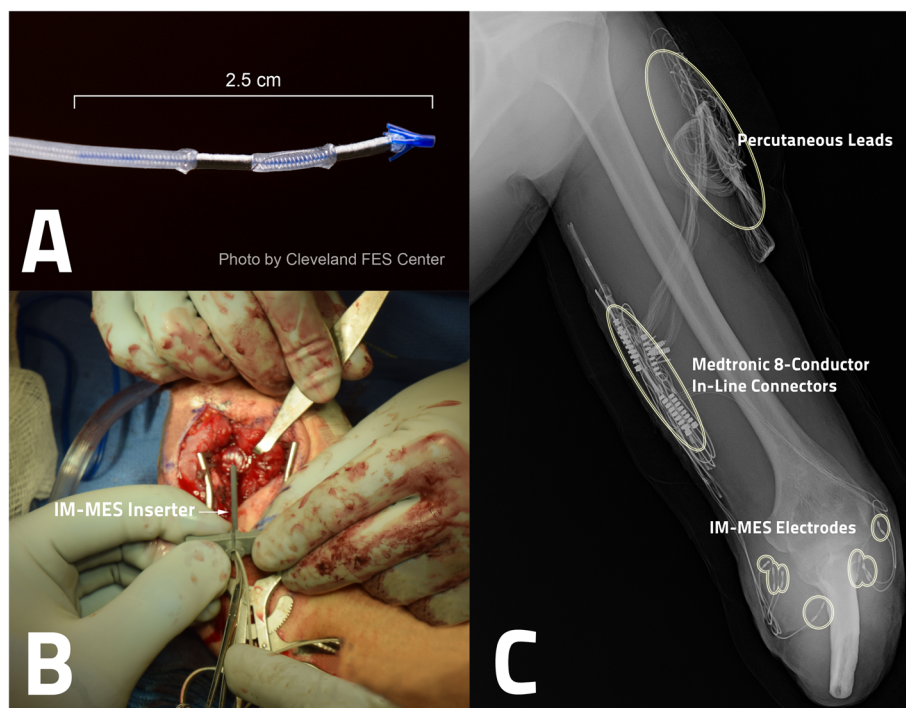 2.5 cm
A
Photo by Cleveland FES Center
IM-MES Inserter
B
Percutaneous Leads
Medtronic 8-Conductor
In-Line Connectors
IM-MES Electrodes
C